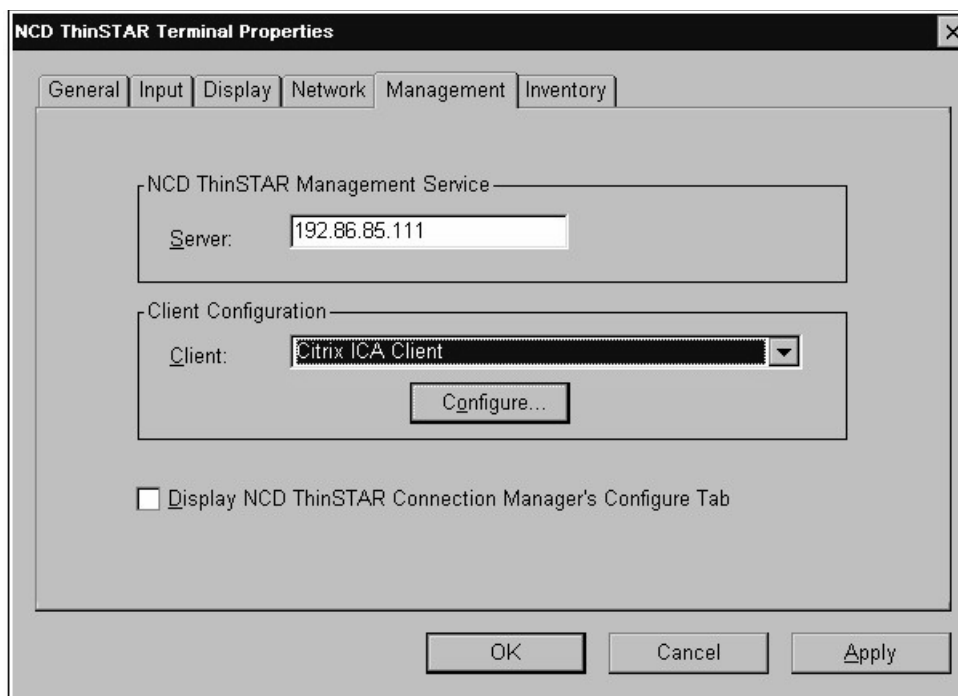 NCD ThinSTAR Terminal Properties
General Input Display Network Management Inventory
NCD ThinSTAR Management Service
Server: 192.86.85.111
Client Configuration
Client: Citrix ICA Client
Configure...
Display NCD ThinSTAR Connection Manager's Configure Tab
OK Cancel Apply